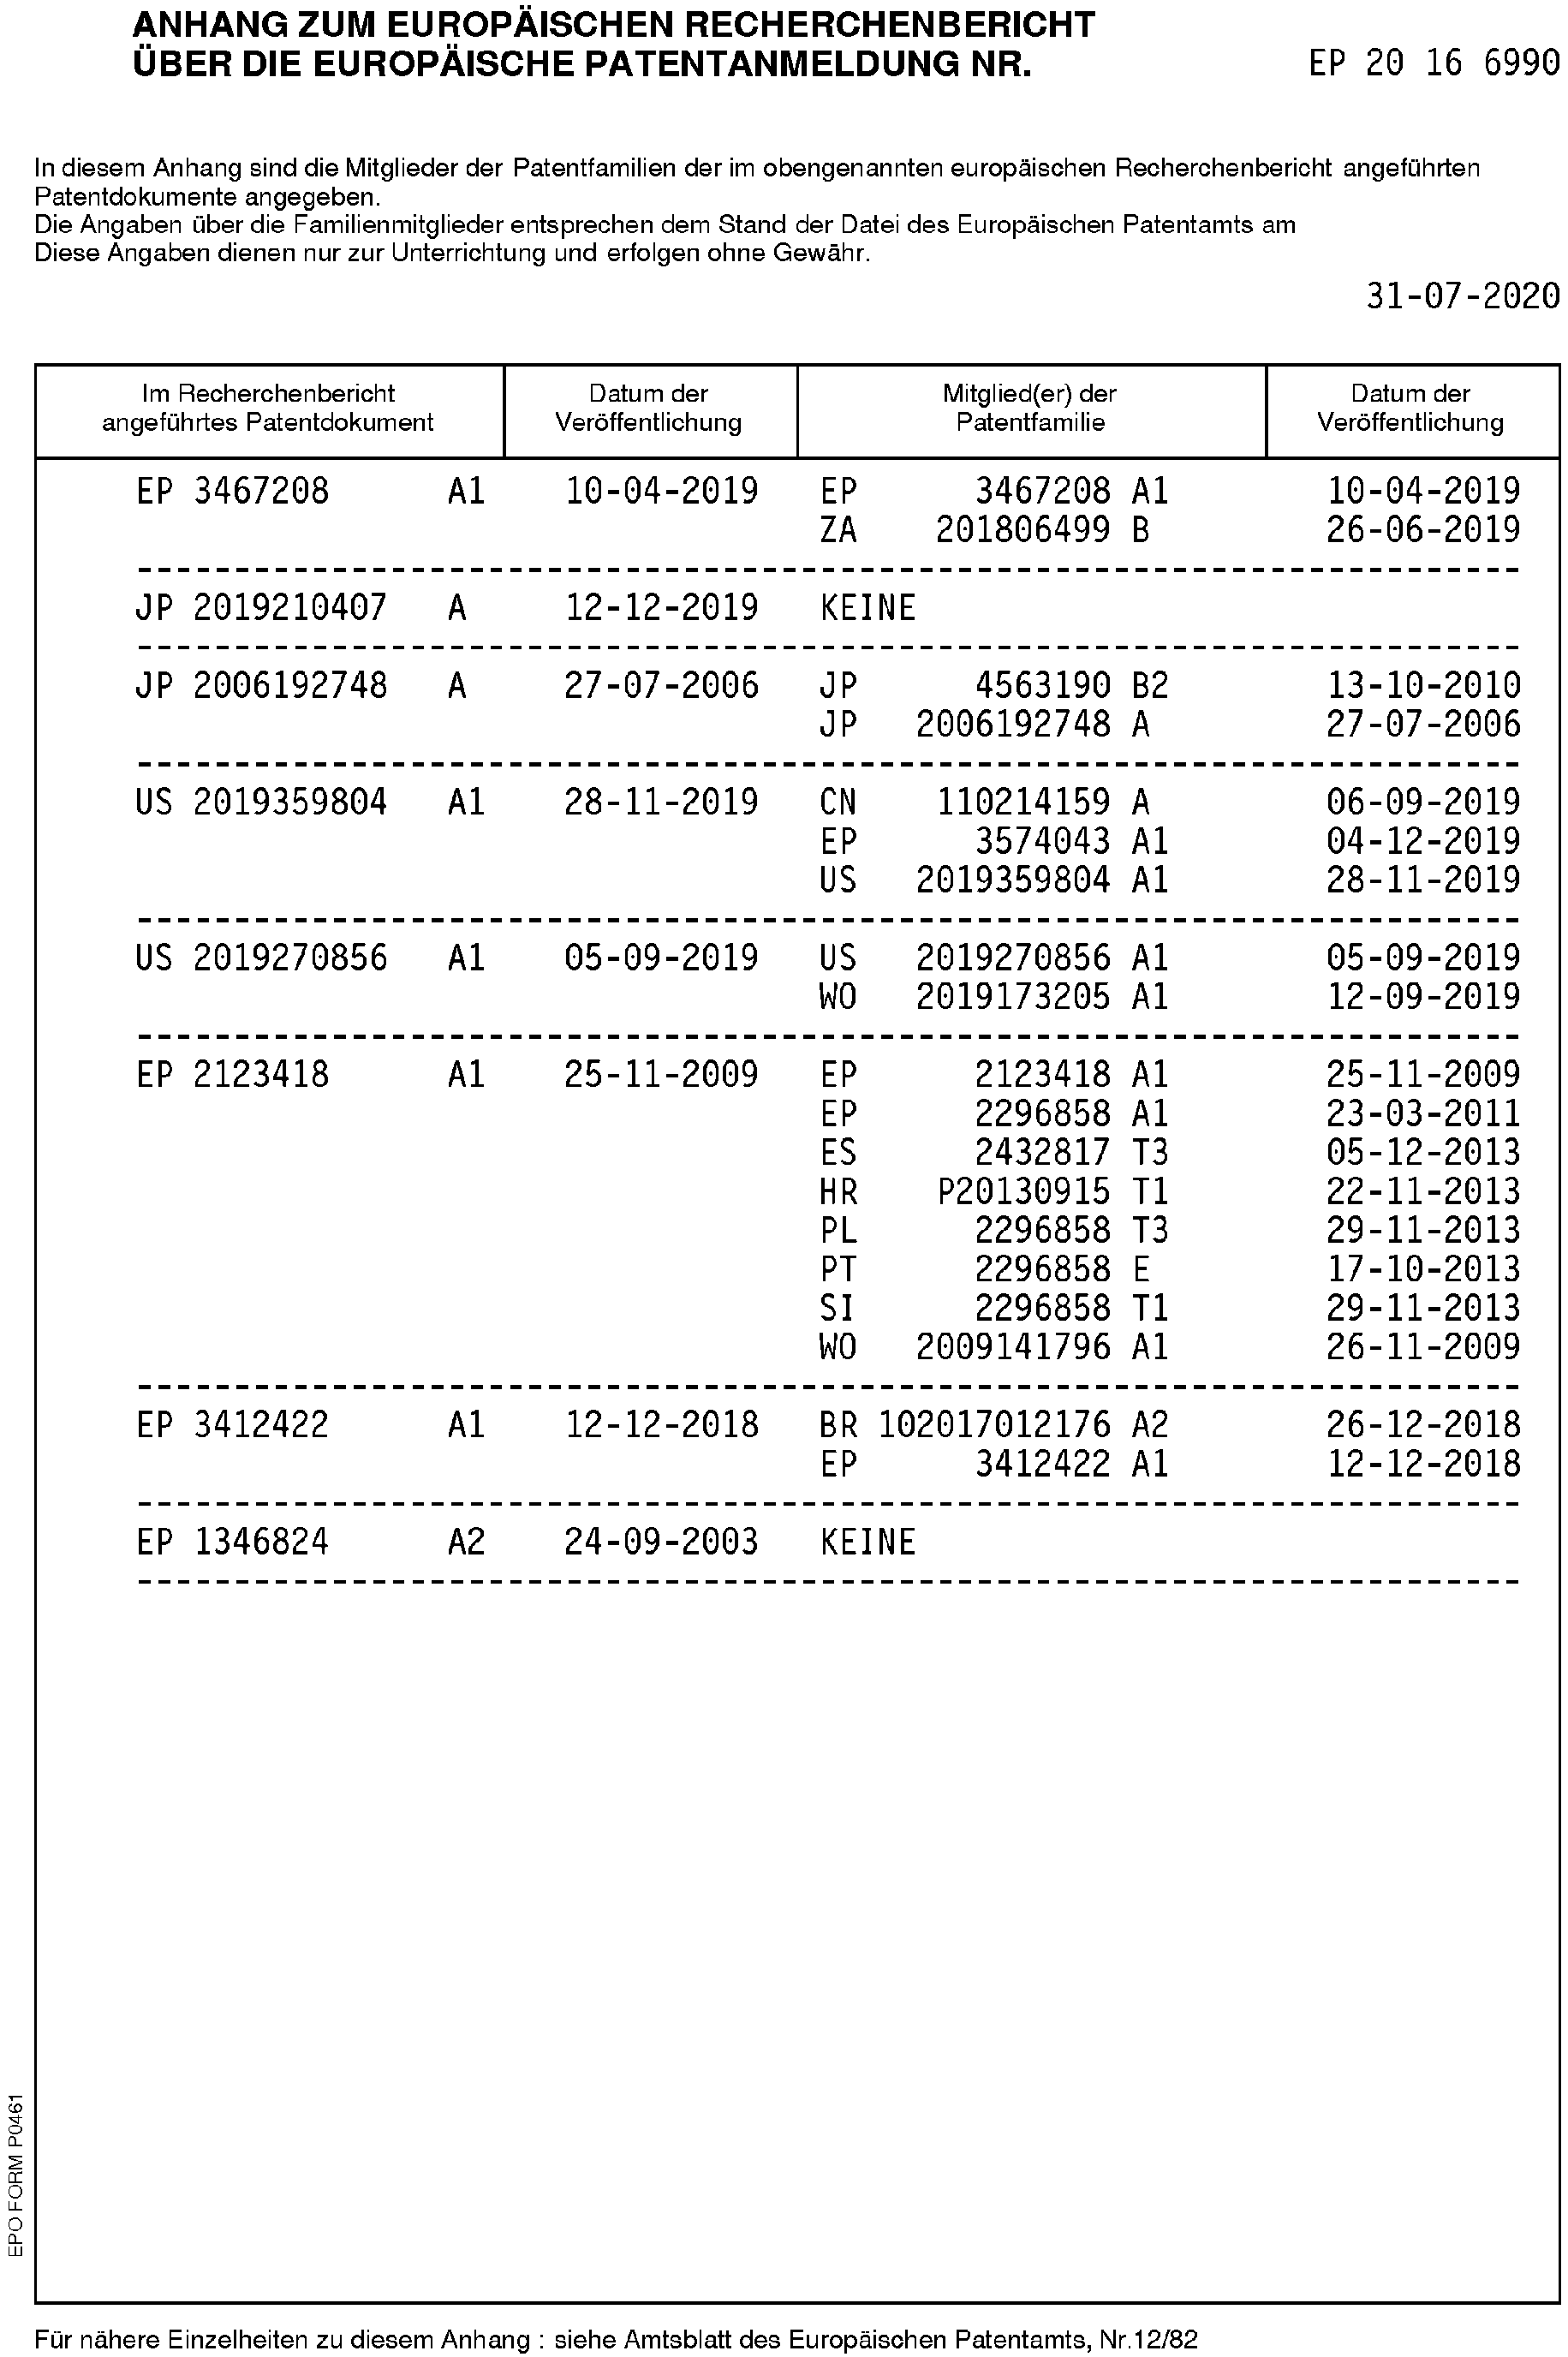 ANHANG ZUM EUROPÄISCHEN RECHERCHENBERICHT
ÜBER DIE EUROPÄISCHE PATENTANMELDUNG NR. EP 20 16 6990
In diesem Anhang sind die Mitglieder der Patentfamilien der im obengenannten europäischen Recherchenbericht angeführten
Patentdokumente angegeben.
Die Angaben über die Familienmitglieder entsprechen dem Stand der Datei des Europäischen Patentamts am
Diese Angaben dienen nur zur Unterrichtung und erfolgen ohne Gewähr.
31-07-2020
Im Recherchenbericht angeführtes Patentdokument | Datum der Veröffentlichung | Mitglied(er) der Patentfamilie | Datum der Veröffentlichung
EP 3467208 A1 10-04-2019 EP 3467208 A1 10-04-2019
ZA 201806499 B 26-06-2019
JP 2019210407 A 12-12-2019 KEINE
JP 2006192748 A 27-07-2006 JP 4563190 B2 13-10-2010
JP 2006192748 A 27-07-2006
US 2019359804 A1 28-11-2019 CN 110214159 A 06-09-2019
EP 3574043 A1 04-12-2019
US 2019359804 A1 28-11-2019
US 2019270856 A1 05-09-2019 US 2019270856 A1 05-09-2019
WO 2019173205 A1 12-09-2019
EP 2123418 A1 25-11-2009 EP 2123418 A1 25-11-2009
EP 2296858 A1 23-03-2011
ES 2432817 T3 05-12-2013
HR P20130915 T1 22-11-2013
PL 2296858 T3 29-11-2013
PT 2296858 E 17-10-2013
SI 2296858 T1 29-11-2013
WO 2009141796 A1 26-11-2009
EP 3412422 A1 12-12-2018 BR 102017012176 A2 26-12-2018
EP 3412422 A1 12-12-2018
EP 1346824 A2 24-09-2003 KEINE
EPO FORM P0461
Für nähere Einzelheiten zu diesem Anhang : siehe Amtsblatt des Europäischen Patentamts, Nr.12/82